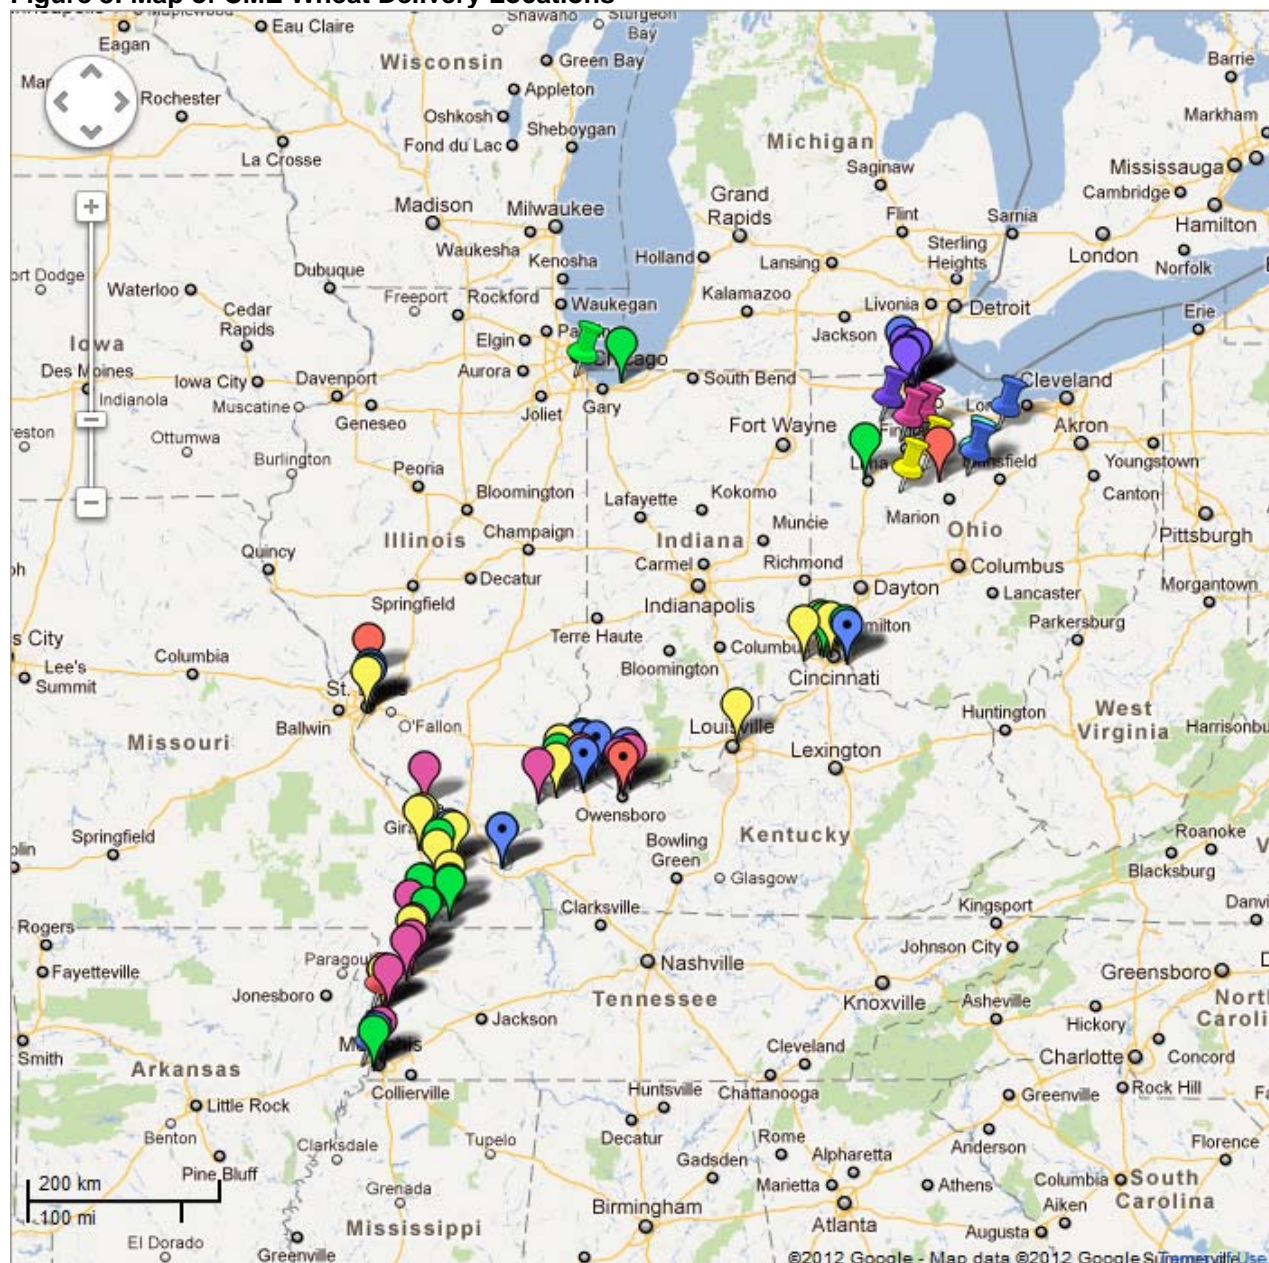 Eau Claire
Eagan
Sturgeon
Bay
Wisconsin
Green Bay
Barrie
Appleton
Rochester
Oshkosh
Sheboygan
Markham
Fond du Lac
Michigan
La Crosse
Saginaw
Mississauga
Cambridge
Grand
Rapids
Madison
Milwaukee
Flint
Sarnia
Hamilton
Waukesha
Sterling
Heights
London
Kenosha
Holland
Lansing
Norfolk
Dubuque
Waterloo
Freeport
Rockford
Waukegan
Kalamazoo
Livonia
Detroit
Erie
Cedar
Rapids
Jackson
Elgin
Iowa
Des Moines
Aurora
South Bend
Cleveland
Iowa City
Davenport
Indianola
Muscatine
Joliet
Gary
Geneseo
Fort Wayne
Akron
Ottumwa
Burlington
Peoria
Youngstown
Bloomington
Lafayette
Kokomo
Canton
Marion
Pittsburgh
Champaign
Muncie
Ohio
Quincy
Illinois
Indiana
Carmel
Richmond
Columbus
Decatur
Dayton
Morgantown
Springfield
Indianapolis
Lancaster
Parkersburg
Terre Haute
Lee's
Summit
Columbia
Bloomington
Cincinnati
O'Fallon
Ballwin
Louisville
Huntington
West
Virginia
Missouri
Lexington
Owensboro
Springfield
Bowling
Green
Kentucky
Roanoke
Blacksburg
Glasgow
Clarksville
Kingsport
Rogers
Johnson City
Fayetteville
Nashville
Greensboro
Jonesboro
Tennessee
Knoxville
Asheville
Jackson
Hickory
Smith
Cleveland
Charlotte
Concord
Arkansas
Collierville
Huntsville
Chattanooga
Rock Hill
Little Rock
Greenville
Benton
Clarksdale
Tupelo
Decatur
Rome
Alpharetta
Anderson
Florence
Pine Bluff
Gadsden
Marietta
Athens
Columbia
South
Carolina
200 km
Grenada
Aiken
100 mi
Birmingham
Atlanta
Mississippi
Augusta
El Dorado
Greenville
©2012 Google - Map data ©2012 Google